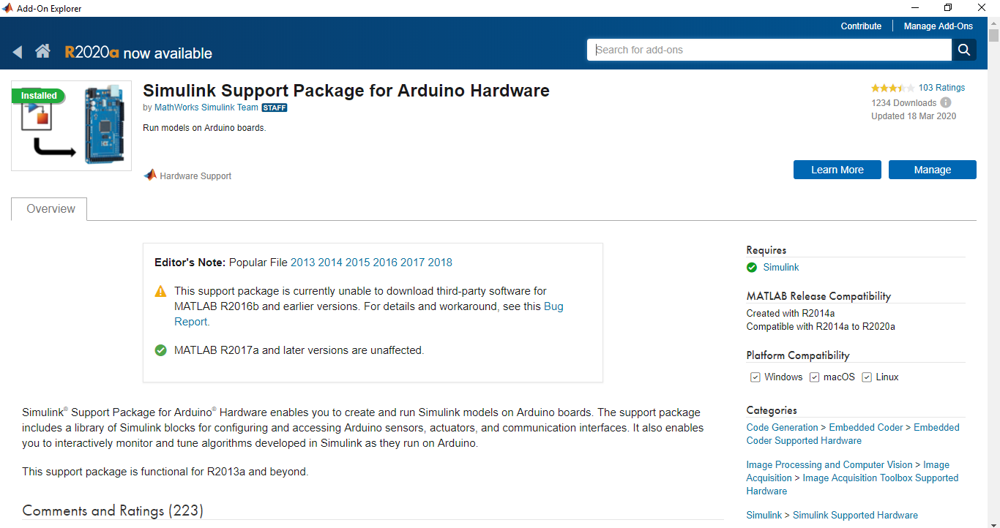 Add-On Explorer
Contribute
Manage Add-Ons
R2020a now available
Search for add-ons
Installed
Simulink Support Package for Arduino Hardware
by MathWorks Simulink Team STAFF
Run models on Arduino boards.
Hardware Support
103 Ratings
1234 Downloads
Updated 18 Mar 2020
Learn More
Manage
Overview
Editor's Note: Popular File 2013 2014 2015 2016 2017 2018
This support package is currently unable to download third-party software for
MATLAB R2016b and earlier versions. For details and workaround, see this Bug
Report.
MATLAB R2017a and later versions are unaffected.
Simulink® Support Package for Arduino® Hardware enables you to create and run Simulink models on Arduino boards. The support package
includes a library of Simulink blocks for configuring and accessing Arduino sensors, actuators, and communication interfaces. It also enables
you to interactively monitor and tune algorithms developed in Simulink as they run on Arduino.
This support package is functional for R2013a and beyond.
Comments and Ratings (223)
Requires
Simulink
MATLAB Release Compatibility
Created with R2014a
Compatible with R2014a to R2020a
Platform Compatibility
Windows macOS Linux
Categories
Code Generation > Embedded Coder > Embedded
Coder Supported Hardware
Image Processing and Computer Vision > Image
Acquisition > Image Acquisition Toolbox Supported
Hardware
Simulink > Simulink Supported Hardware